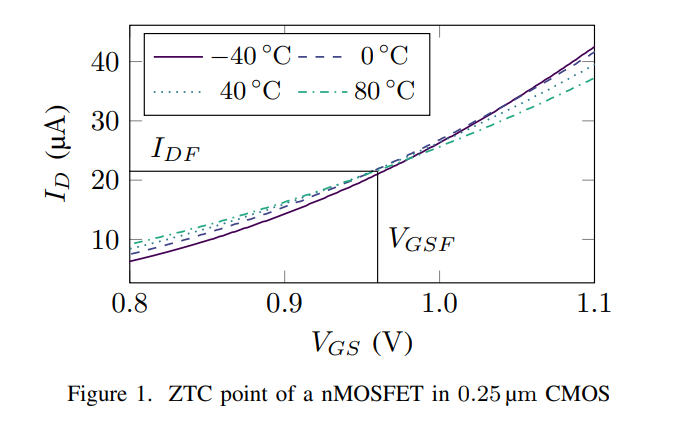 −40 °C 0 °C
40 °C 80 °C
40
30
20
10
I_D (µA)
I_DF
V_GSF
0.8 0.9 1.0 1.1
V_GS (V)
Figure 1. ZTC point of a nMOSFET in 0.25 µm CMOS